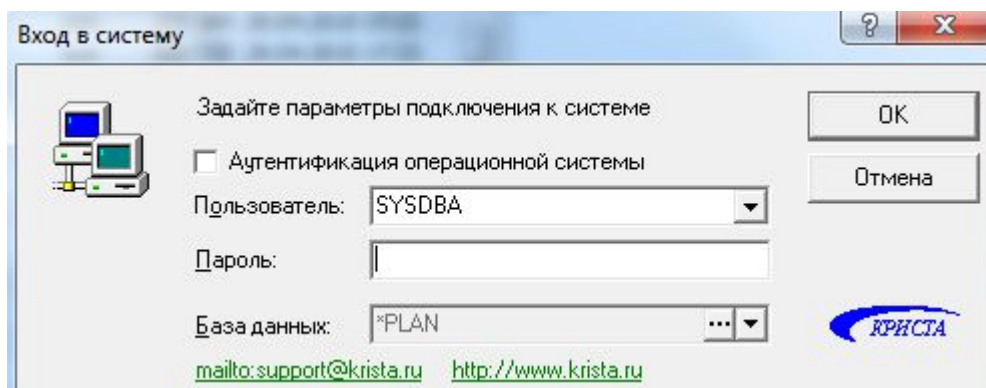 Вход в систему
?
X
Задайте параметры подключения к системе
OK
Аутентификация операционной системы
Отмена
Пользователь: SYSDBA
Пароль:
База данных: *PLAN ...
КРИСТА
mailto:support@krista.ru http://www.krista.ru